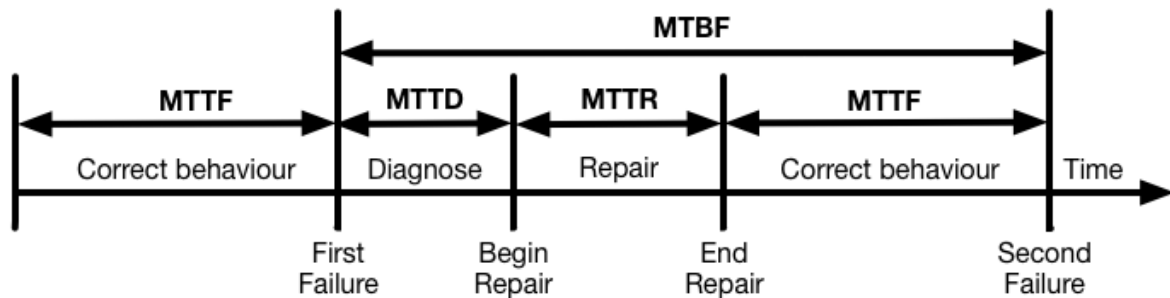 MTBF
MTTF MTTD MTTR MTTF
Correct behaviour Diagnose Repair Correct behaviour Time
First Failure
Begin Repair
End Repair
Second Failure